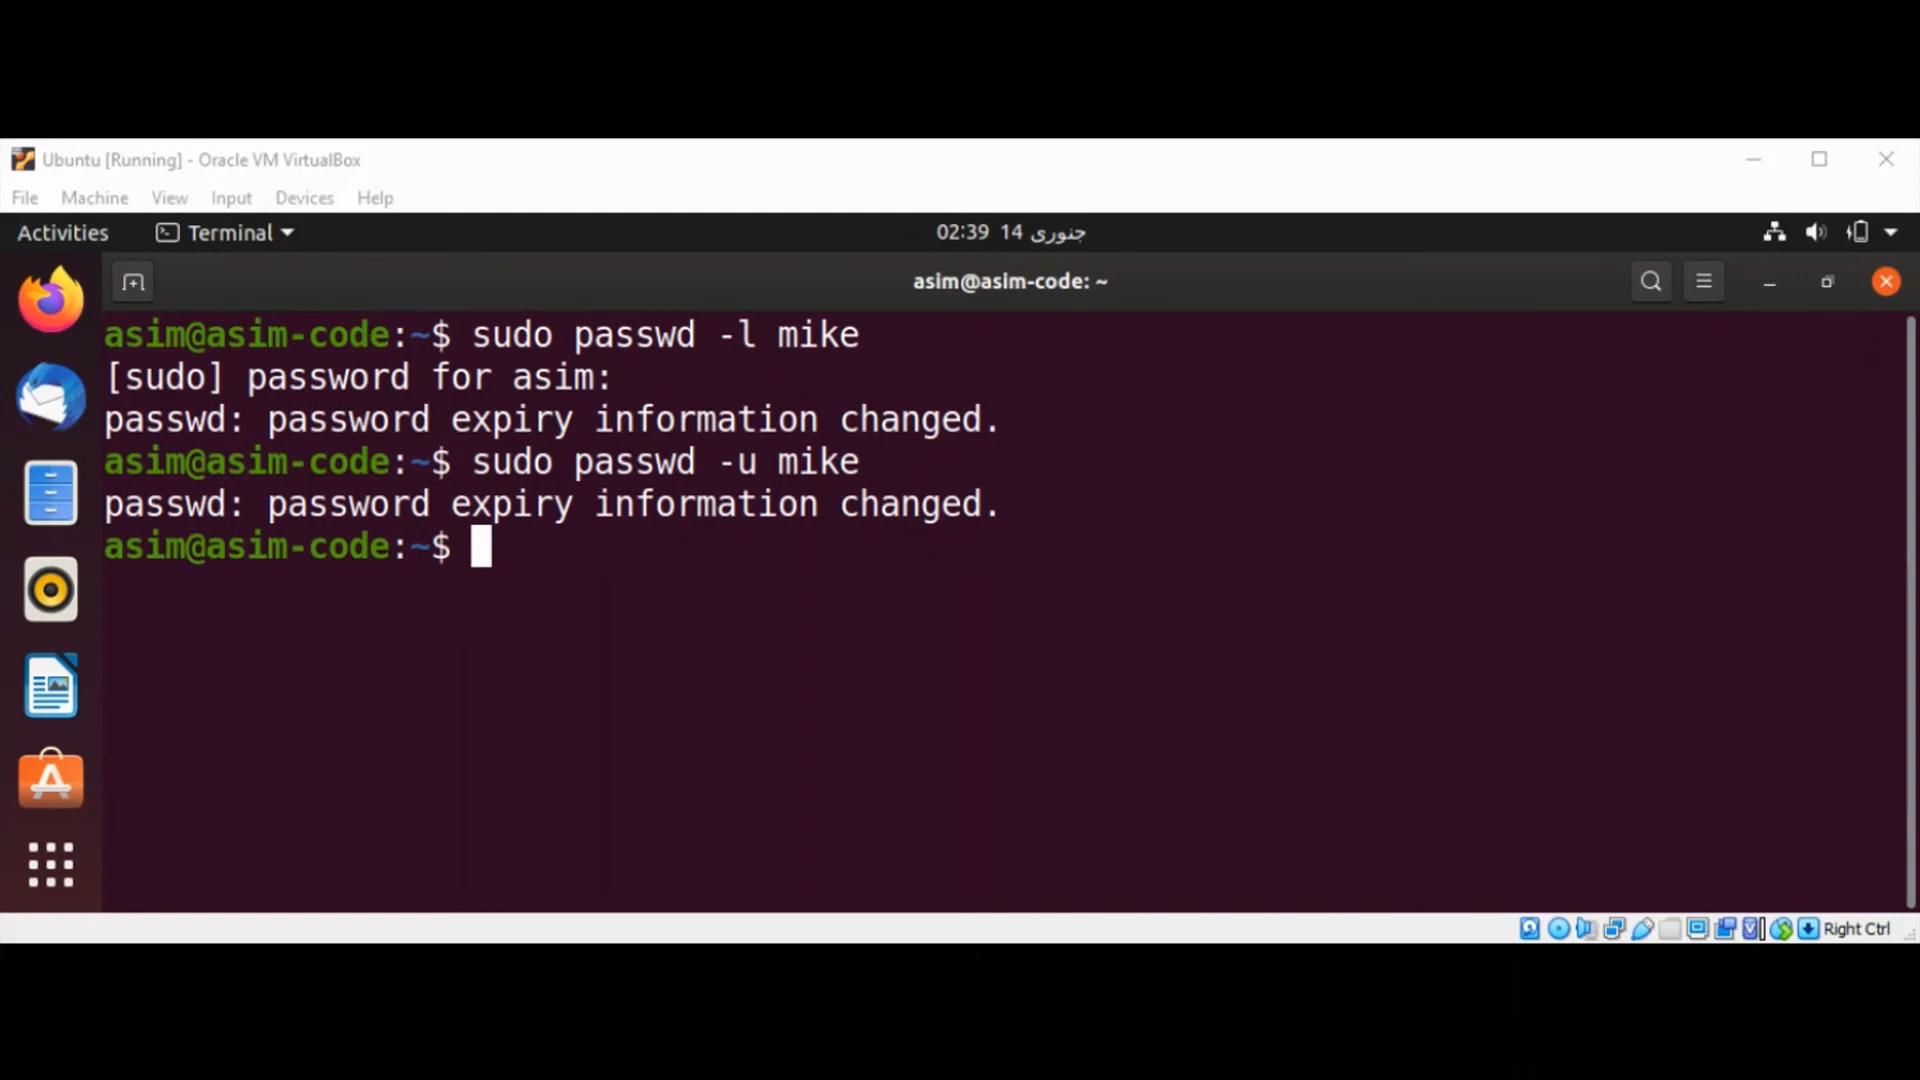 Ubuntu [Running] - Oracle VM VirtualBox
File Machine View Input Devices Help
Activities Terminal 02:39 14 جنوری
asim@asim-code: ~
asim@asim-code:~$ sudo passwd -l mike
[sudo] password for asim:
passwd: password expiry information changed.
asim@asim-code:~$ sudo passwd -u mike
passwd: password expiry information changed.
asim@asim-code:~$
Right Ctrl